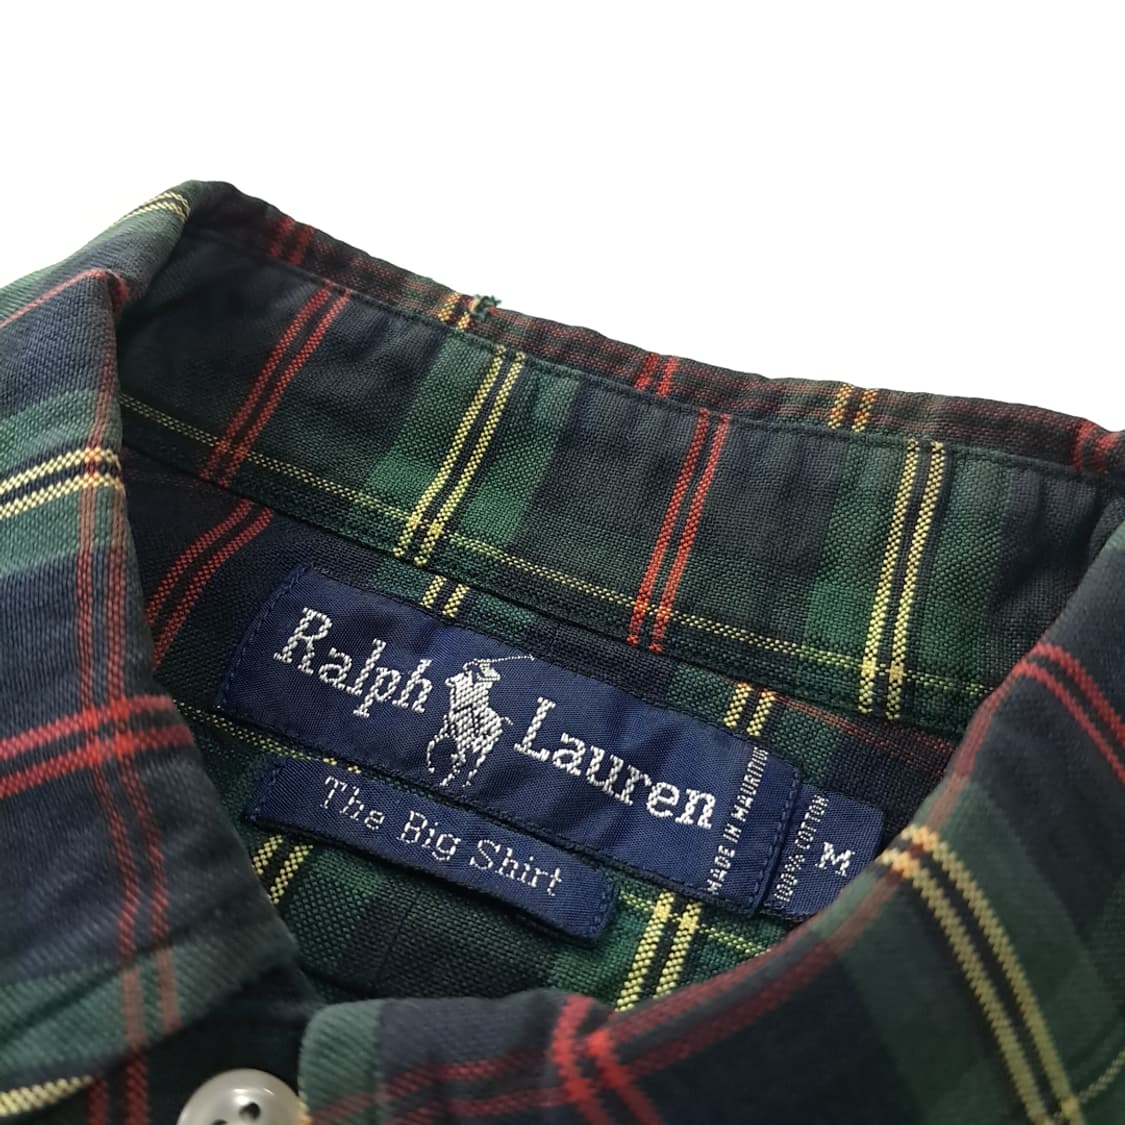 Ralph Lauren
The Big Shirt
MADE IN MAURITIUS
100% COTTON
M